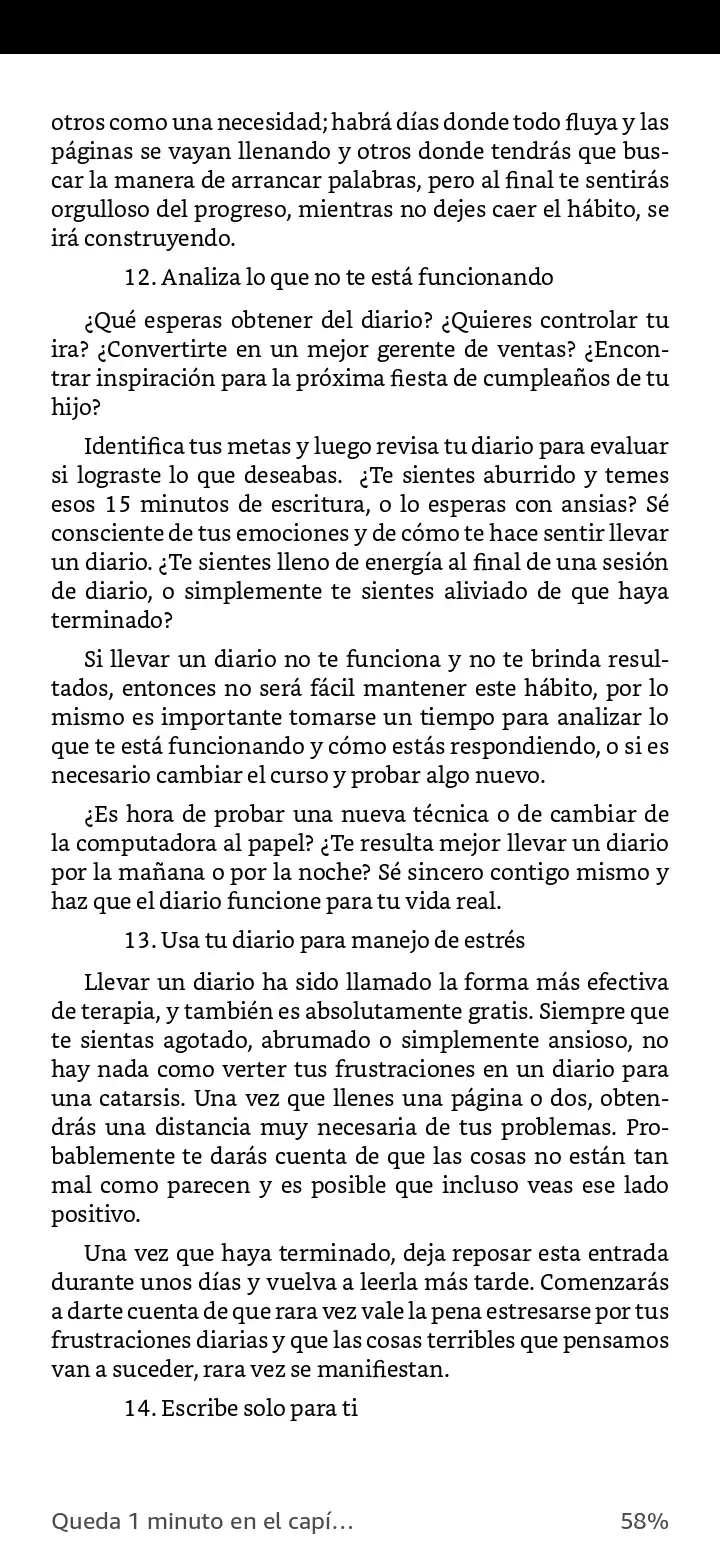 otros como una necesidad; habrá días donde todo fluya y las
páginas se vayan llenando y otros donde tendrás que bus-
car la manera de arrancar palabras, pero al final te sentirás
orgulloso del progreso, mientras no dejes caer el hábito, se
irá construyendo.
12. Analiza lo que no te está funcionando
¿Qué esperas obtener del diario? ¿Quieres controlar tu
ira? ¿Convertirte en un mejor gerente de ventas? ¿Encon-
trar inspiración para la próxima fiesta de cumpleaños de tu
hijo?
Identifica tus metas y luego revisa tu diario para evaluar
si lograste lo que deseabas. ¿Te sientes aburrido y temes
esos 15 minutos de escritura, o lo esperas con ansias? Sé
consciente de tus emociones y de cómo te hace sentir llevar
un diario. ¿Te sientes lleno de energía al final de una sesión
de diario, o simplemente te sientes aliviado de que haya
terminado?
Si llevar un diario no te funciona y no te brinda resul-
tados, entonces no será fácil mantener este hábito, por lo
mismo es importante tomarse un tiempo para analizar lo
que te está funcionando y cómo estás respondiendo, o si es
necesario cambiar el curso y probar algo nuevo.
¿Es hora de probar una nueva técnica o de cambiar de
la computadora al papel? ¿Te resulta mejor llevar un diario
por la mañana o por la noche? Sé sincero contigo mismo y
haz que el diario funcione para tu vida real.
13. Usa tu diario para manejo de estrés
Llevar un diario ha sido llamado la forma más efectiva
de terapia, y también es absolutamente gratis. Siempre que
te sientas agotado, abrumado o simplemente ansioso, no
hay nada como verter tus frustraciones en un diario para
una catarsis. Una vez que llenes una página o dos, obten-
drás una distancia muy necesaria de tus problemas. Pro-
bablemente te darás cuenta de que las cosas no están tan
mal como parecen y es posible que incluso veas ese lado
positivo.
Una vez que haya terminado, deja reposar esta entrada
durante unos días y vuelva a leerla más tarde. Comenzarás
a darte cuenta de que rara vez vale la pena estresarse por tus
frustraciones diarias y que las cosas terribles que pensamos
van a suceder, rara vez se manifiestan.
14. Escribe solo para ti
Queda 1 minuto en el capí… 58%